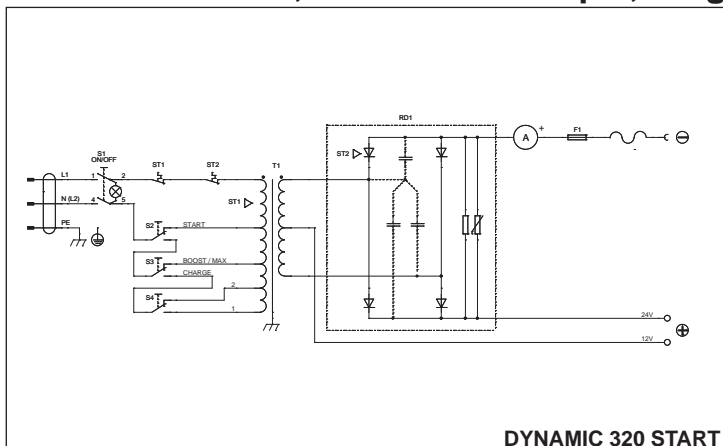 RD1
S1
ON/OFF
ST1
ST2
T1
ST2
A
+
F1
L1
1
2
N (L2)
4
5
ST1
PE
S2
START
S3
BOOST / MAX
CHARGE
S4
2
1
24V
12V
DYNAMIC 320 START